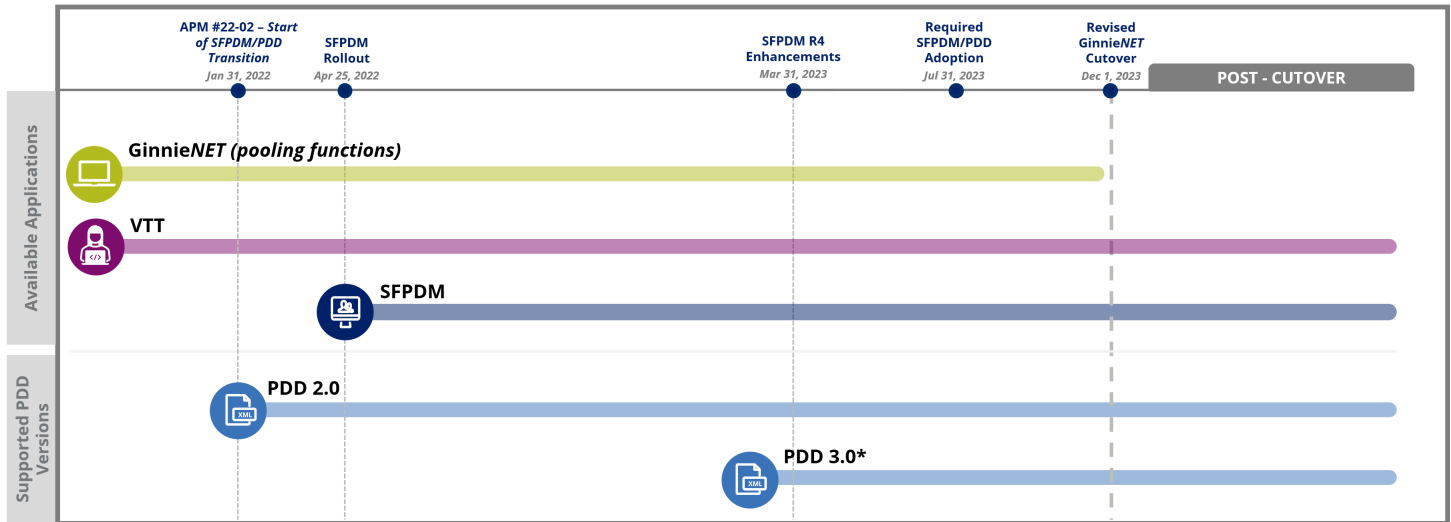 APM #22-02 – Start
of SFPDM/PDD
Transition
Jan 31, 2022
SFPDM
Rollout
Apr 25, 2022
SFPDM R4
Enhancements
Mar 31, 2023
Required
SFPDM/PDD
Adoption
Jul 31, 2023
Revised
GinnieNET
Cutover
Dec 1, 2023
POST - CUTOVER
Available Applications
GinnieNET (pooling functions)
VTT
</>
SFPDM
Supported PDD
Versions
PDD 2.0
XML
PDD 3.0*
XML